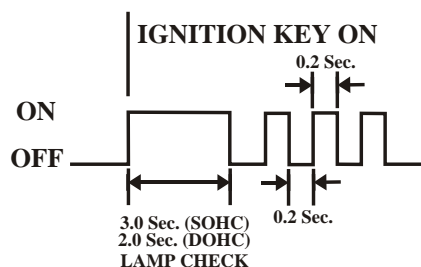 IGNITION KEY ON
0.2 Sec.
ON
OFF
0.2 Sec.
3.0 Sec. (SOHC)
2.0 Sec. (DOHC)
LAMP CHECK